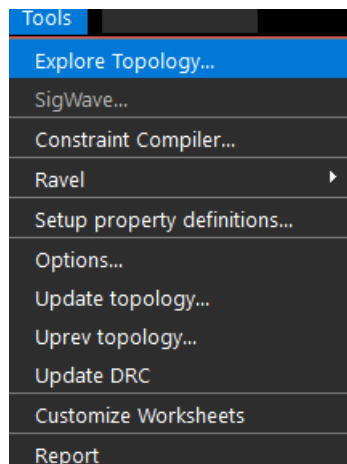 Tools
Explore Topology...
SigWave...
Constraint Compiler...
Ravel
Setup property definitions...
Options...
Update topology...
Uprev topology...
Update DRC
Customize Worksheets
Report